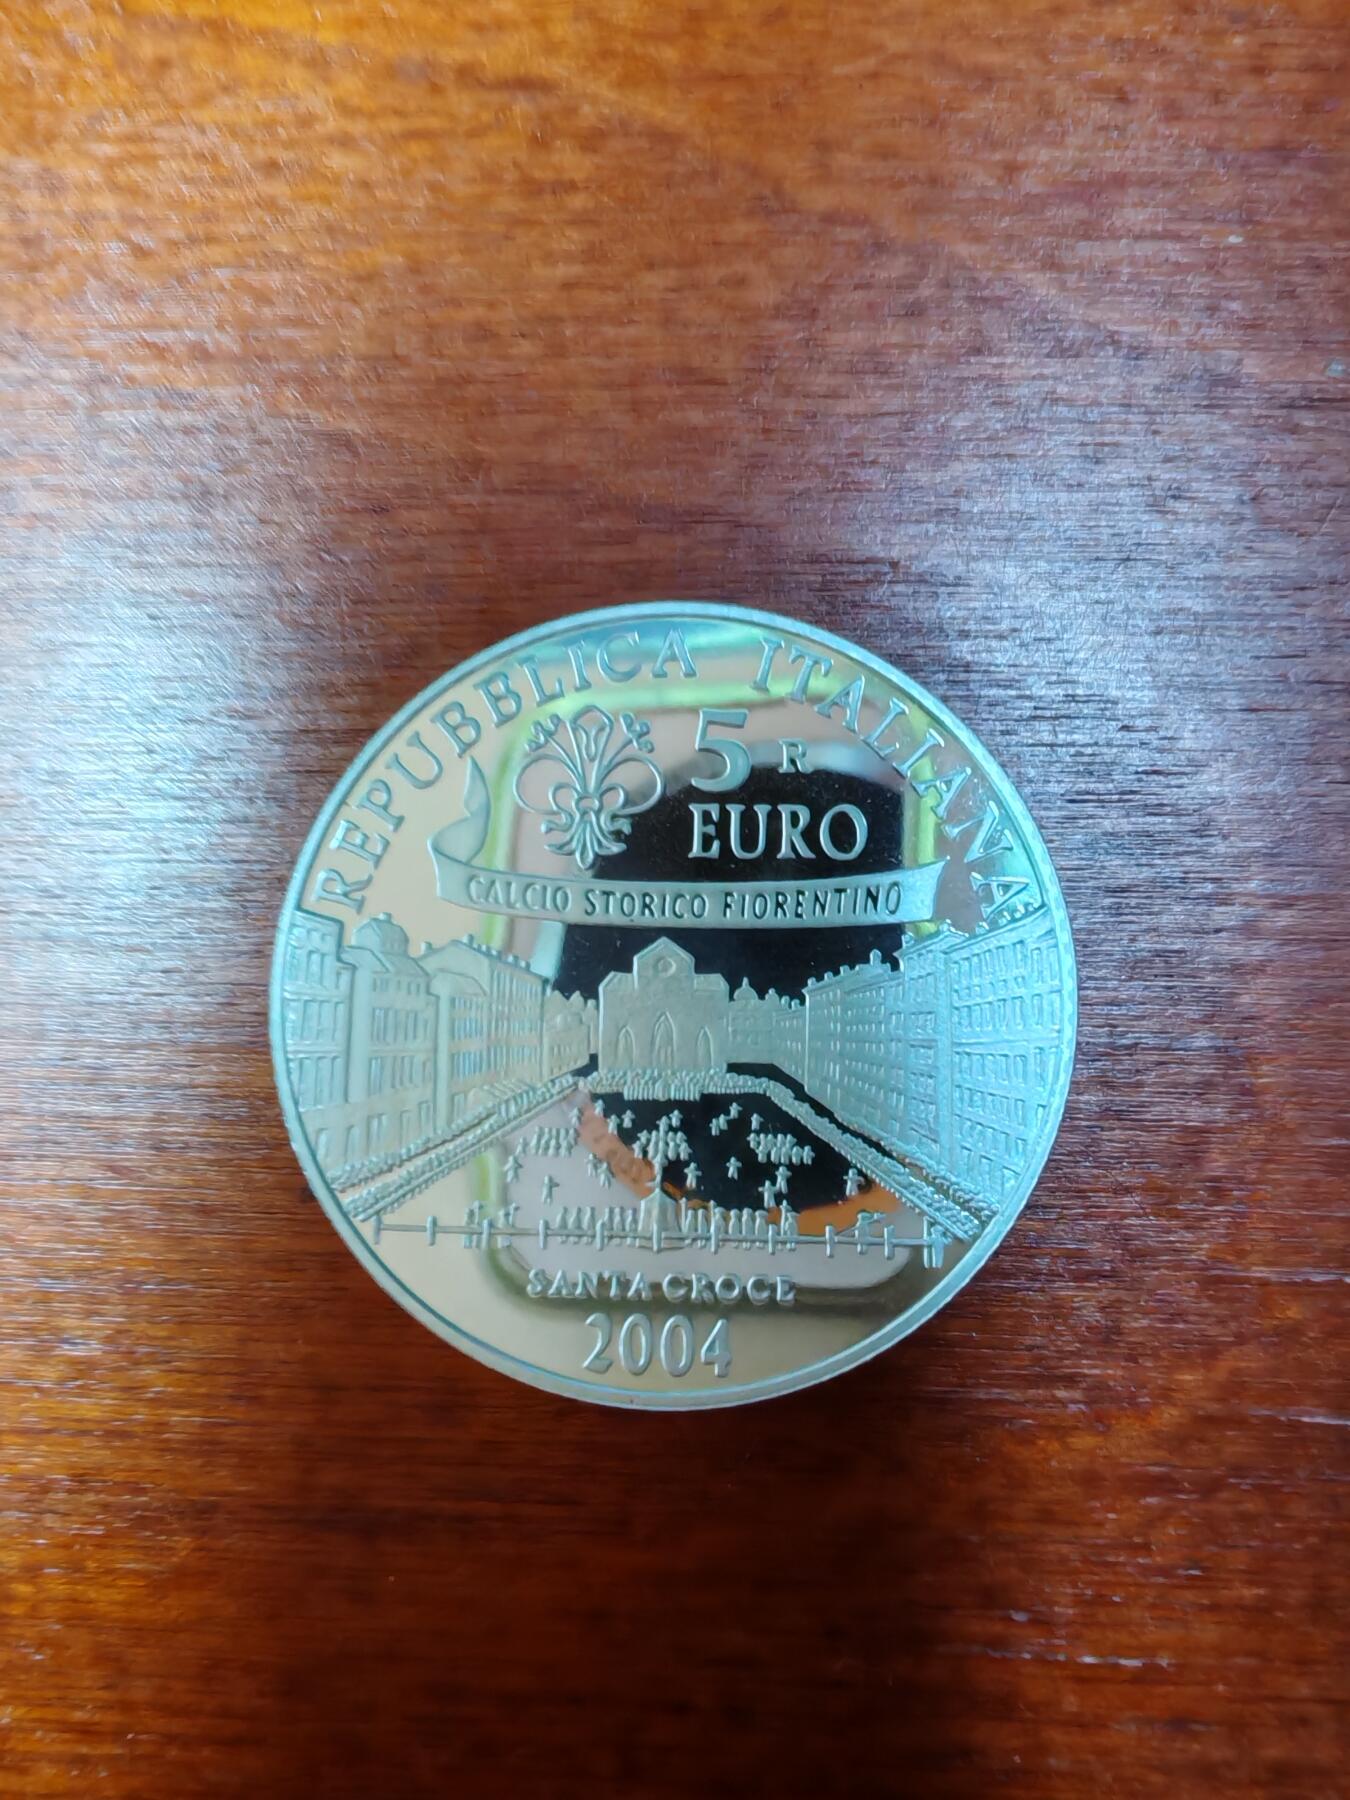 REPUBBLICA ITALIANA
5 R
EURO
CALCIO STORICO FIORENTINO
SANTA CROCE
2004